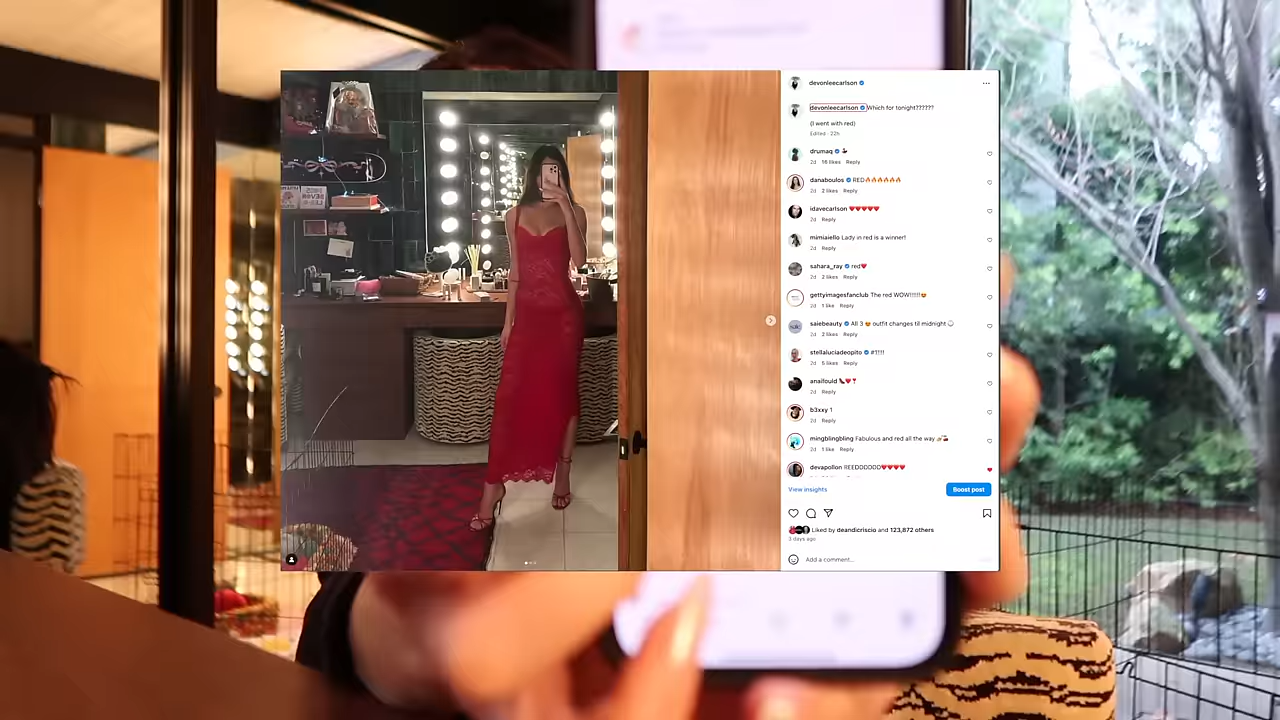 devonleecarlson
devonleecarlson Which for tonight??????
(I went with red)
Edited · 22h
drumaq
2d 16 likes Reply
danaboulos RED🔥🔥🔥🔥🔥🔥🔥
2d 2 likes Reply
idavecarlson ❤️❤️❤️❤️❤️
2d Reply
mimiaiello Lady in red is a winner!
2d Reply
sahara_ray red❤️
2d 2 likes Reply
gettyimagesfanclub The red WOW!!!!!😍
2d 1 like Reply
saiebeauty All 3 😍 outfit changes til midnight
2d 2 likes Reply
stellaluciadeopito #1!!!!
2d 5 likes Reply
anaifould 👠❤️💄
2d Reply
b3xxy 1
2d Reply
mingblingbling Fabulous and red all the way 💅🍒
2d 1 like Reply
devapollon REEDDDDDD❤️❤️❤️❤️
View insights
Boost post
Liked by deandicriscio and 123,872 others
3 days ago
Add a comment...